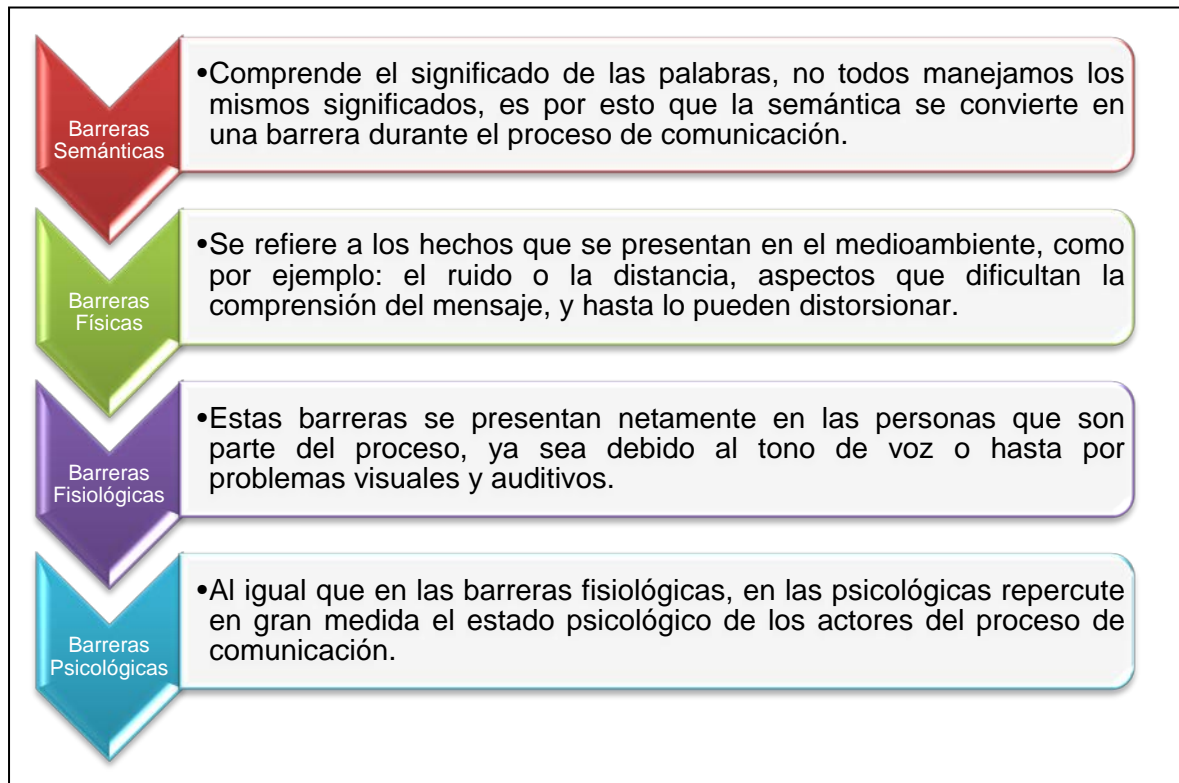 Barreras
Semánticas
•Comprende el significado de las palabras, no todos manejamos los
mismos significados, es por esto que la semántica se convierte en
una barrera durante el proceso de comunicación.
Barreras
Físicas
•Se refiere a los hechos que se presentan en el medioambiente, como
por ejemplo: el ruido o la distancia, aspectos que dificultan la
comprensión del mensaje, y hasta lo pueden distorsionar.
Barreras
Fisiológicas
•Estas barreras se presentan netamente en las personas que son
parte del proceso, ya sea debido al tono de voz o hasta por
problemas visuales y auditivos.
Barreras
Psicológicas
•Al igual que en las barreras fisiológicas, en las psicológicas repercute
en gran medida el estado psicológico de los actores del proceso de
comunicación.